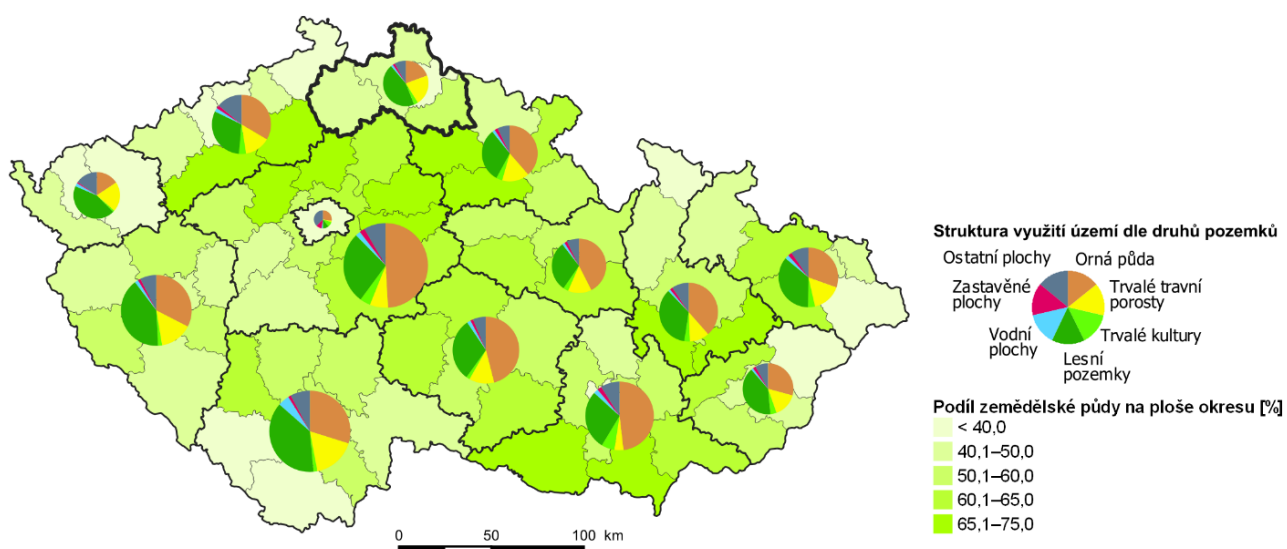 Struktura využití území dle druhů pozemků
Ostatní plochy
Orná půda
Zastavěné
plochy
Trvalé travní
porosty
Vodní
plochy
Trvalé kultury
Lesní
pozemky
Podíl zemědělské půdy na ploše okresu [%]
< 40,0
40,1–50,0
50,1–60,0
60,1–65,0
65,1–75,0
0 50 100 km